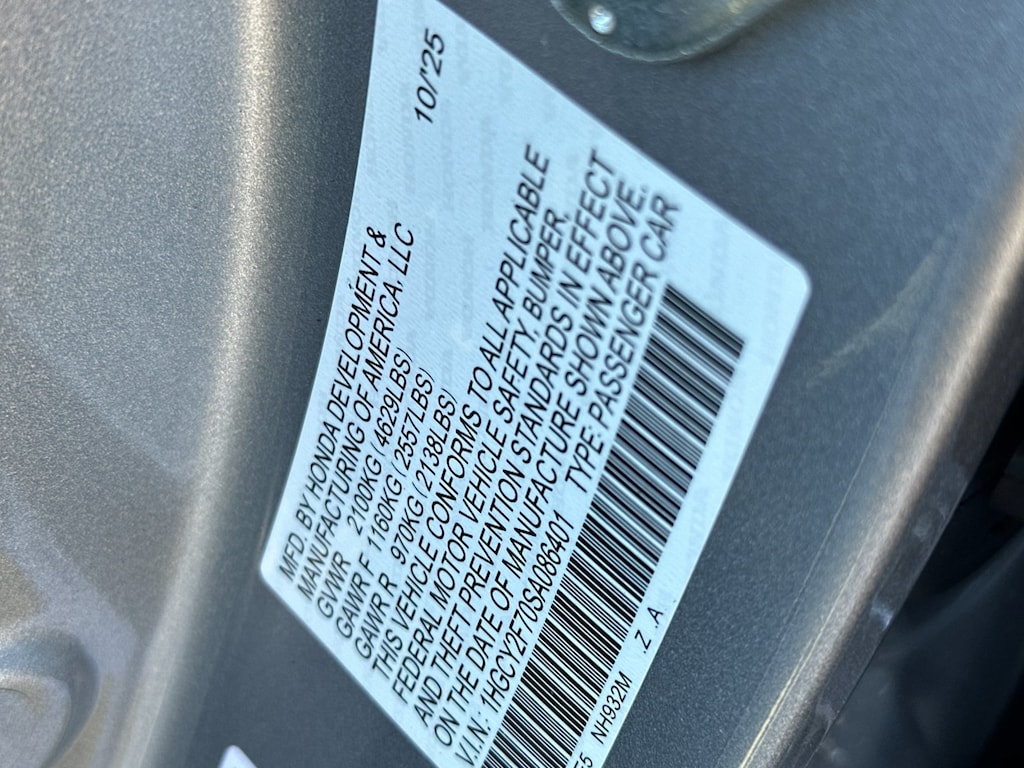 10/'25
MFD. BY HONDA DEVELOPMENT &
MANUFACTURING OF AMERICA, LLC
GVWR 2100KG (4629LBS)
GAWR F 1160KG (2557LBS)
GAWR R 970KG (2138LBS)
THIS VEHICLE CONFORMS TO ALL APPLICABLE
FEDERAL MOTOR VEHICLE SAFETY, BUMPER,
AND THEFT PREVENTION STANDARDS IN EFFECT
ON THE DATE OF MANUFACTURE SHOWN ABOVE.
V.I.N: 1HGCY2F70SA086401 TYPE: PASSENGER CAR
NH932M Z A